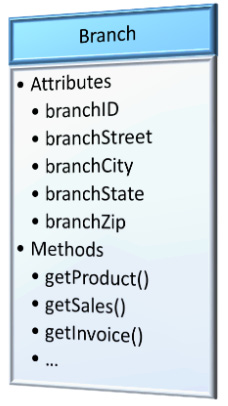 Branch
• Attributes
• branchID
• branchStreet
• branchCity
• branchState
• branchZip
• Methods
• getProduct()
• getSales()
• getInvoice()
• ...